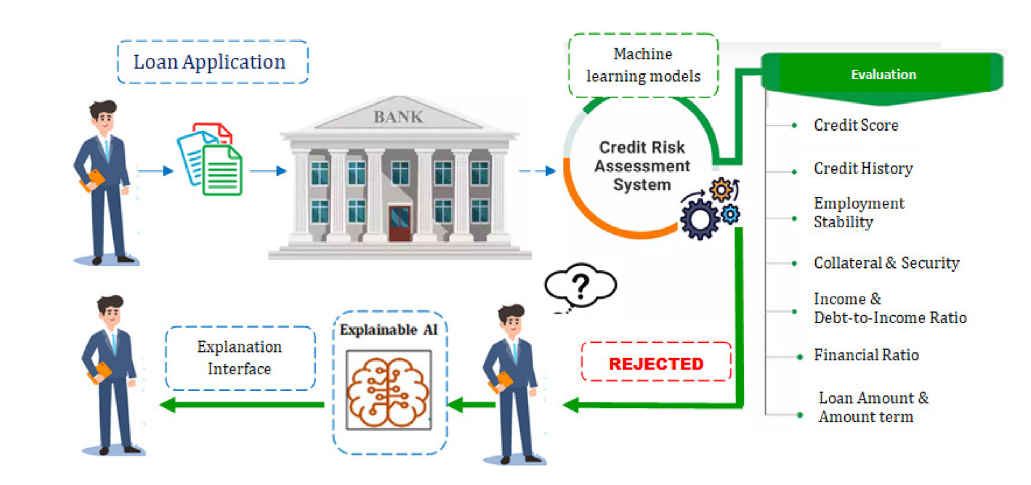 Loan Application
BANK
Machine
learning models
Credit Risk
Assessment
System
Evaluation
Credit Score
Credit History
Employment
Stability
Collateral & Security
Income &
Debt-to-Income Ratio
Financial Ratio
Loan Amount &
Amount term
?
REJECTED
Explainable AI
Explanation
Interface